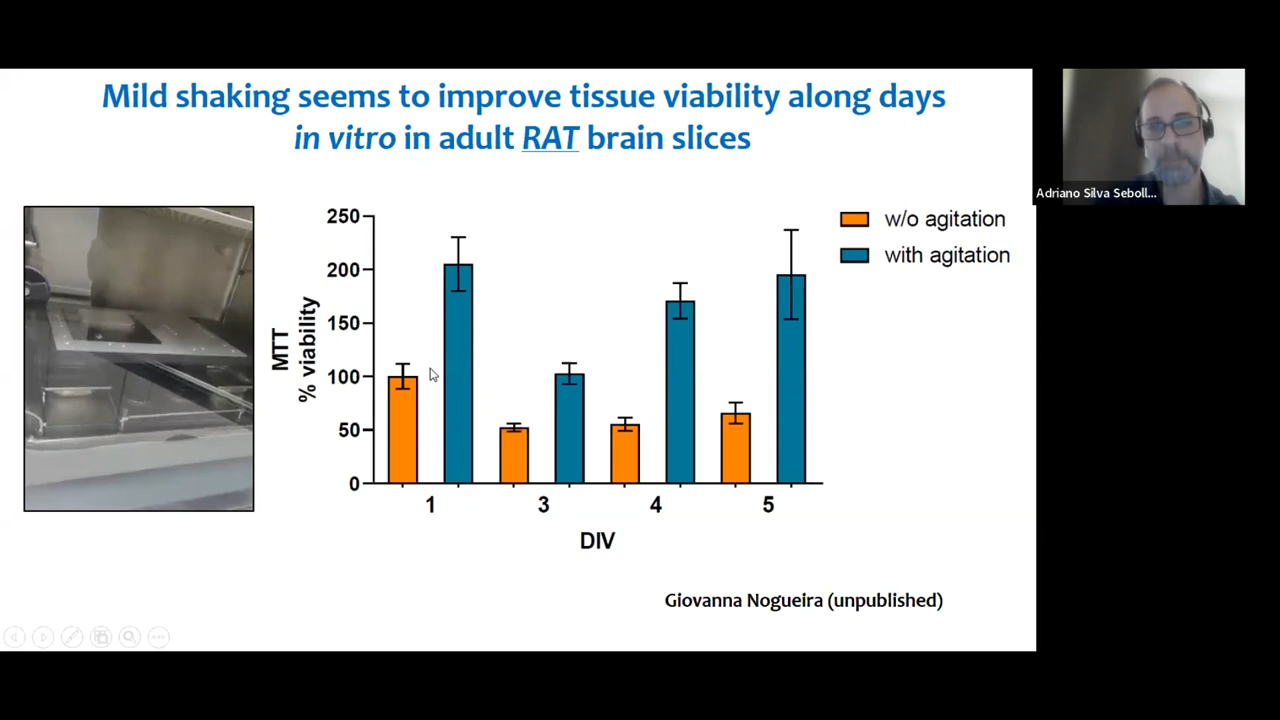 Mild shaking seems to improve tissue viability along days
in vitro in adult RAT brain slices
Adriano Silva Seboll...
250
200
150
100
50
0
MTT
% viability
w/o agitation
with agitation
1 3 4 5
DIV
Giovanna Nogueira (unpublished)